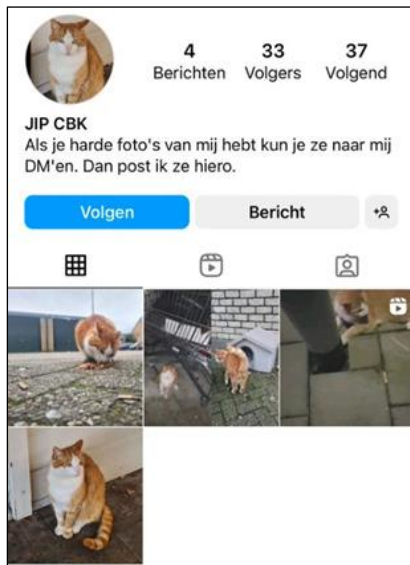 4 33 37
Berichten Volgers Volgend
JIP CBK
Als je harde foto's van mij hebt kun je ze naar mij
DM'en. Dan post ik ze hiero.
Volgen Bericht